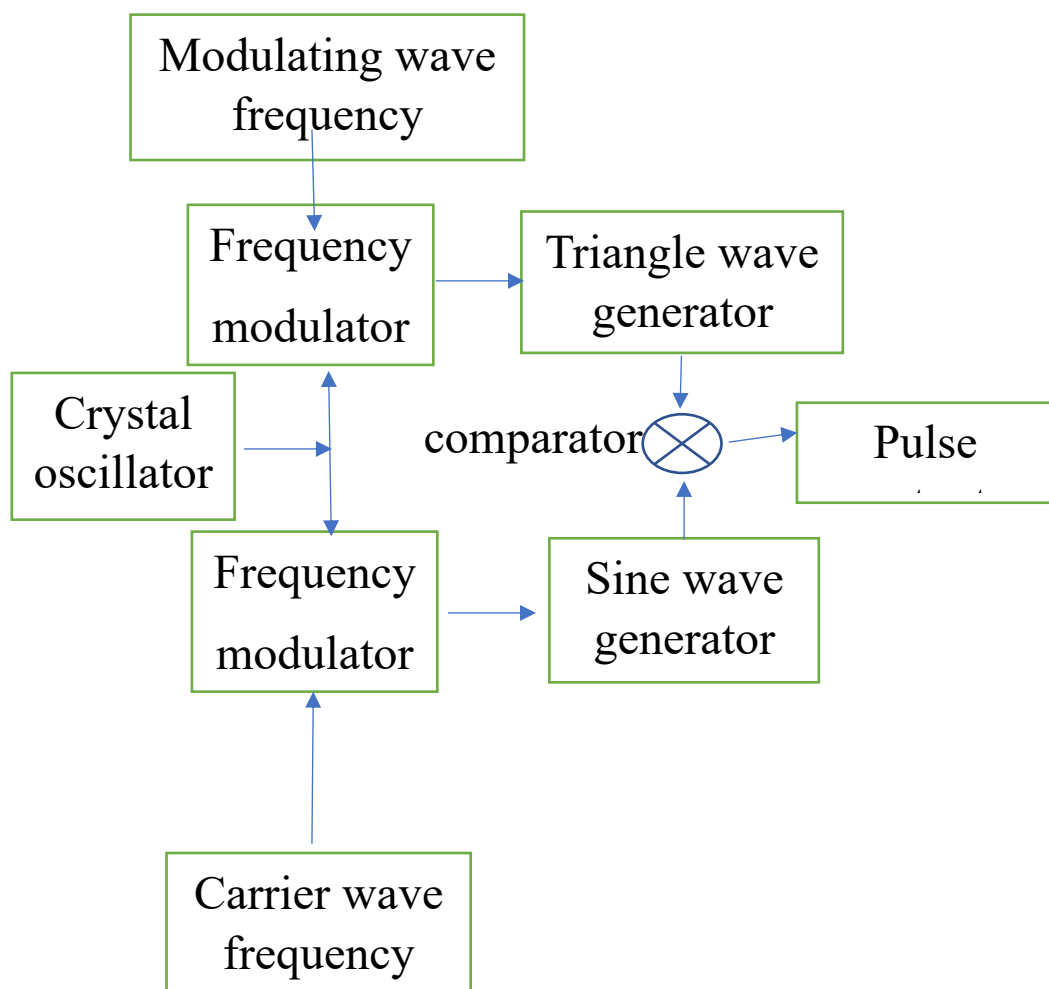 Modulating wave
frequency
Frequency
modulator
Triangle wave
generator
Crystal
oscillator
comparator
Pulse
Frequency
modulator
Sine wave
generator
Carrier wave
frequency